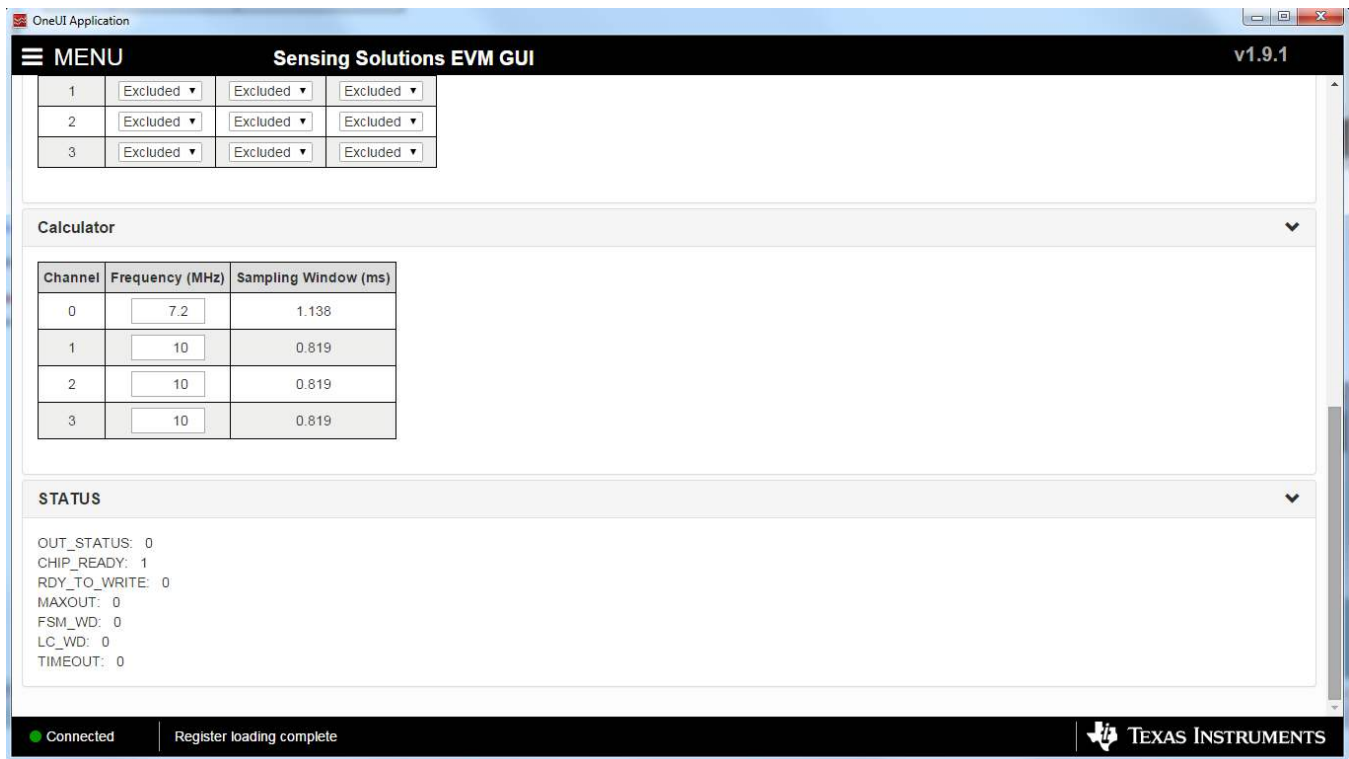 OneUI Application
MENU Sensing Solutions EVM GUI v1.9.1
1 Excluded Excluded Excluded
2 Excluded Excluded Excluded
3 Excluded Excluded Excluded
Calculator
Channel Frequency (MHz) Sampling Window (ms)
0 7.2 1.138
1 10 0.819
2 10 0.819
3 10 0.819
STATUS
OUT_STATUS: 0
CHIP_READY: 1
RDY_TO_WRITE: 0
MAXOUT: 0
FSM_WD: 0
LC_WD: 0
TIMEOUT: 0
Connected Register loading complete TEXAS INSTRUMENTS